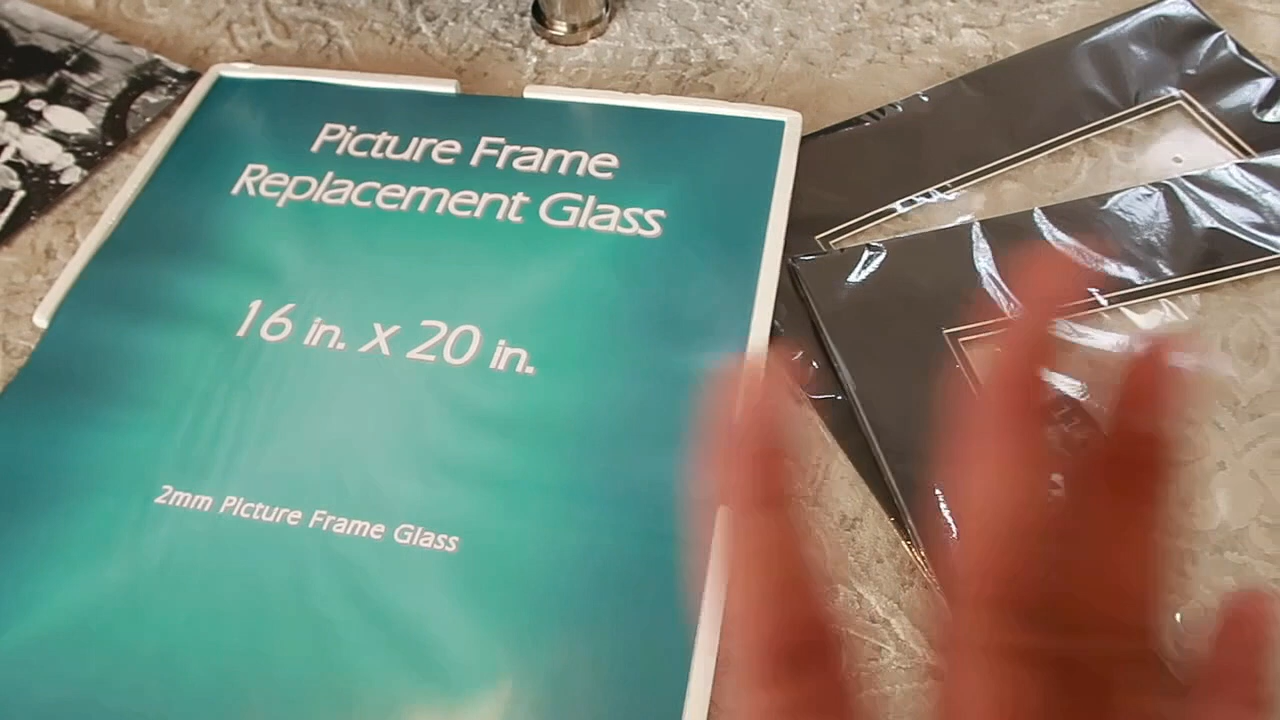 Picture Frame
Replacement Glass
16 in. x 20 in.
2mm Picture Frame Glass